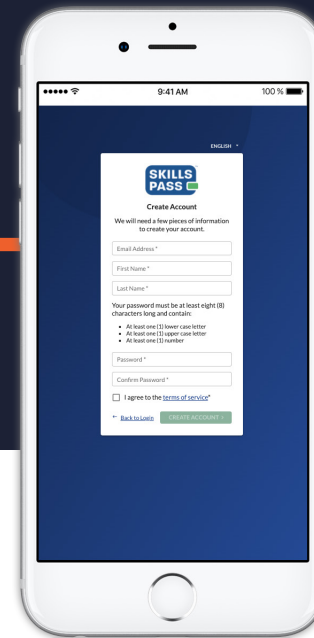 9:41 AM
100 %
ENGLISH
SKILLS
PASS
Create Account
We will need a few pieces of information
to create your account.
Email Address *
First Name *
Last Name *
Your password must be at least eight (8)
characters long and contain:
• At least one (1) lower case letter
• At least one (1) upper case letter
• At least one (1) number
Password *
Confirm Password *
I agree to the terms of service*
← Back to Login CREATE ACCOUNT ›